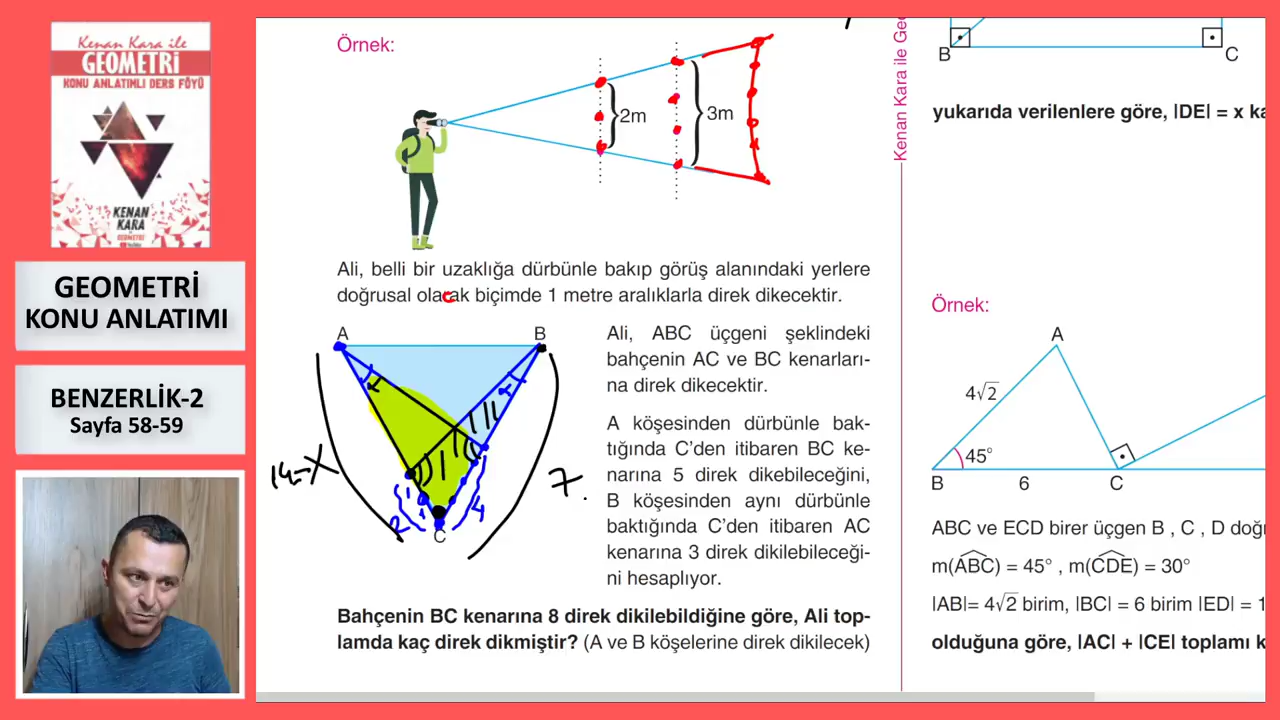 Kenan Kara ile
GEOMETRİ
KONU ANLATIMLI DERS FÖYÜ
KENAN
KARA
GEOMETRİ KONU ANLATIMI
BENZERLİK-2
Sayfa 58-59
Örnek:
2m
3m
Ali, belli bir uzaklığa dürbünle bakıp görüş alanındaki yerlere
doğrusal olacak biçimde 1 metre aralıklarla direk dikecektir.
A
B
C
14=X
7
2
4
1
1
Ali, ABC üçgeni şeklindeki
bahçenin AC ve BC kenarları-
na direk dikecektir.
A köşesinden dürbünle bak-
tığında C'den itibaren BC ke-
narına 5 direk dikebileceğini,
B köşesinden aynı dürbünle
baktığında C'den itibaren AC
kenarına 3 direk dikilebileceği-
ni hesaplıyor.
Bahçenin BC kenarına 8 direk dikilebildiğine göre, Ali top-
lamda kaç direk dikmiştir? (A ve B köşelerine direk dikilecek)
Kenan Kara ile Geo
B
C
yukarıda verilenlere göre, |DE| = x ka
Örnek:
A
4√2
45°
B
6
C
ABC ve ECD birer üçgen B , C , D doğr
m(ABC) = 45° , m(CDE) = 30°
|AB|= 4√2 birim, |BC| = 6 birim |ED| = 1
olduğuna göre, |AC| + |CE| toplamı k